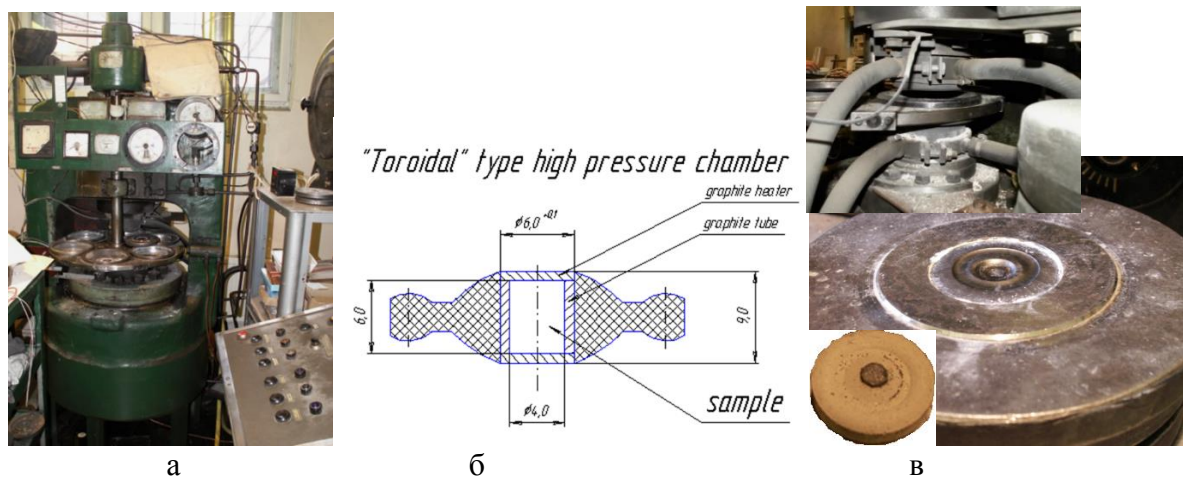 "Toroidal" type high pressure chamber
graphite heater
ϕ6,0 +0,1
graphite tube
6,0
9,0
sample
ϕ4,0
а
б
в